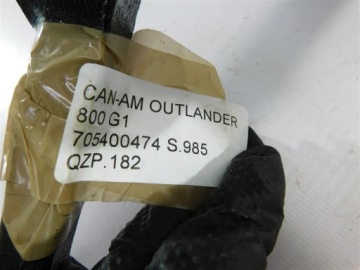 CAN-AM OUTLANDER
800 G1
705400474 S.985
QZP.182